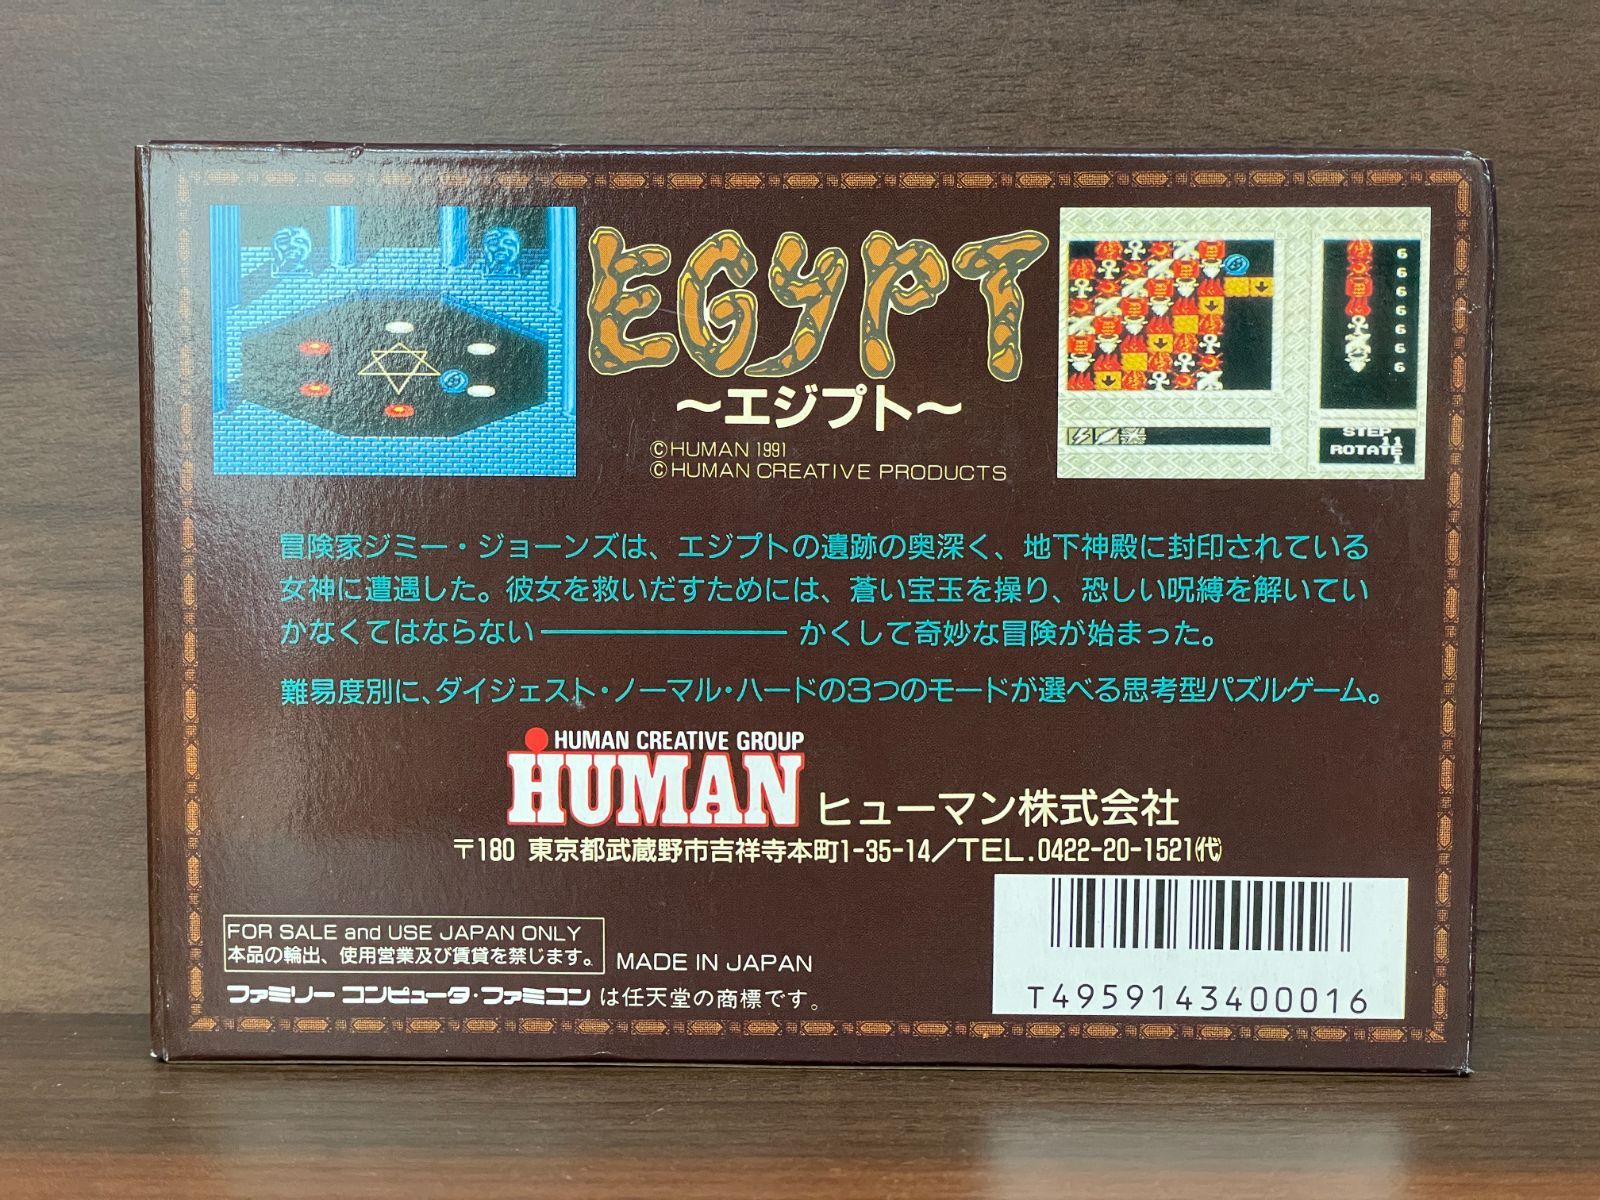 EGYPT
～エジプト～
©HUMAN 1991
©HUMAN CREATIVE PRODUCTS
6
6
6
6
6
6
6
STEP
11
ROTATE
1
冒険家ジミー・ジョーンズは、エジプトの遺跡の奥深く、地下神殿に封印されている
女神に遭遇した。彼女を救いだすためには、蒼い宝玉を操り、恐しい呪縛を解いてい
かなくてはならない――――――かくして奇妙な冒険が始まった。
難易度別に、ダイジェスト・ノーマル・ハードの3つのモードが選べる思考型パズルゲーム。
HUMAN CREATIVE GROUP
HUMAN ヒューマン株式会社
〒180 東京都武蔵野市吉祥寺本町1-35-14/TEL.0422-20-1521(代)
FOR SALE and USE JAPAN ONLY
本品の輸出、使用営業及び賃貸を禁じます。
MADE IN JAPAN
ファミリー コンピュータ・ファミコン は任天堂の商標です。
T4959143400016